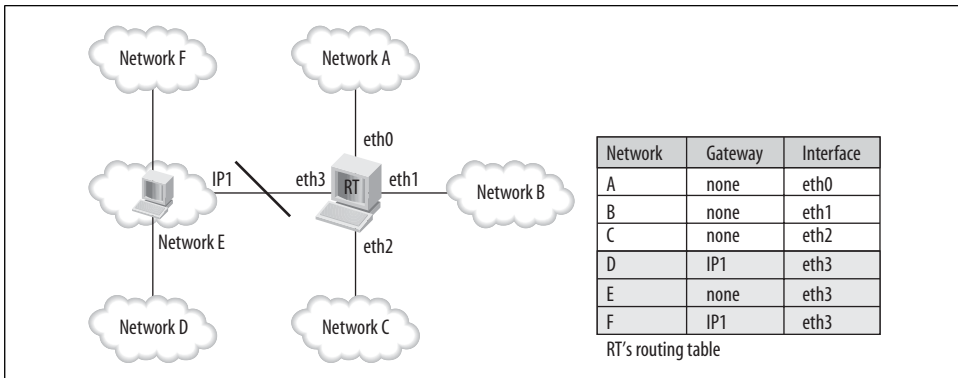 Network F
Network A
eth0
IP1
eth3
RT
eth1
Network B
Network E
eth2
Network D
Network C
Network Gateway Interface
A none eth0
B none eth1
C none eth2
D IP1 eth3
E none eth3
F IP1 eth3
RT's routing table